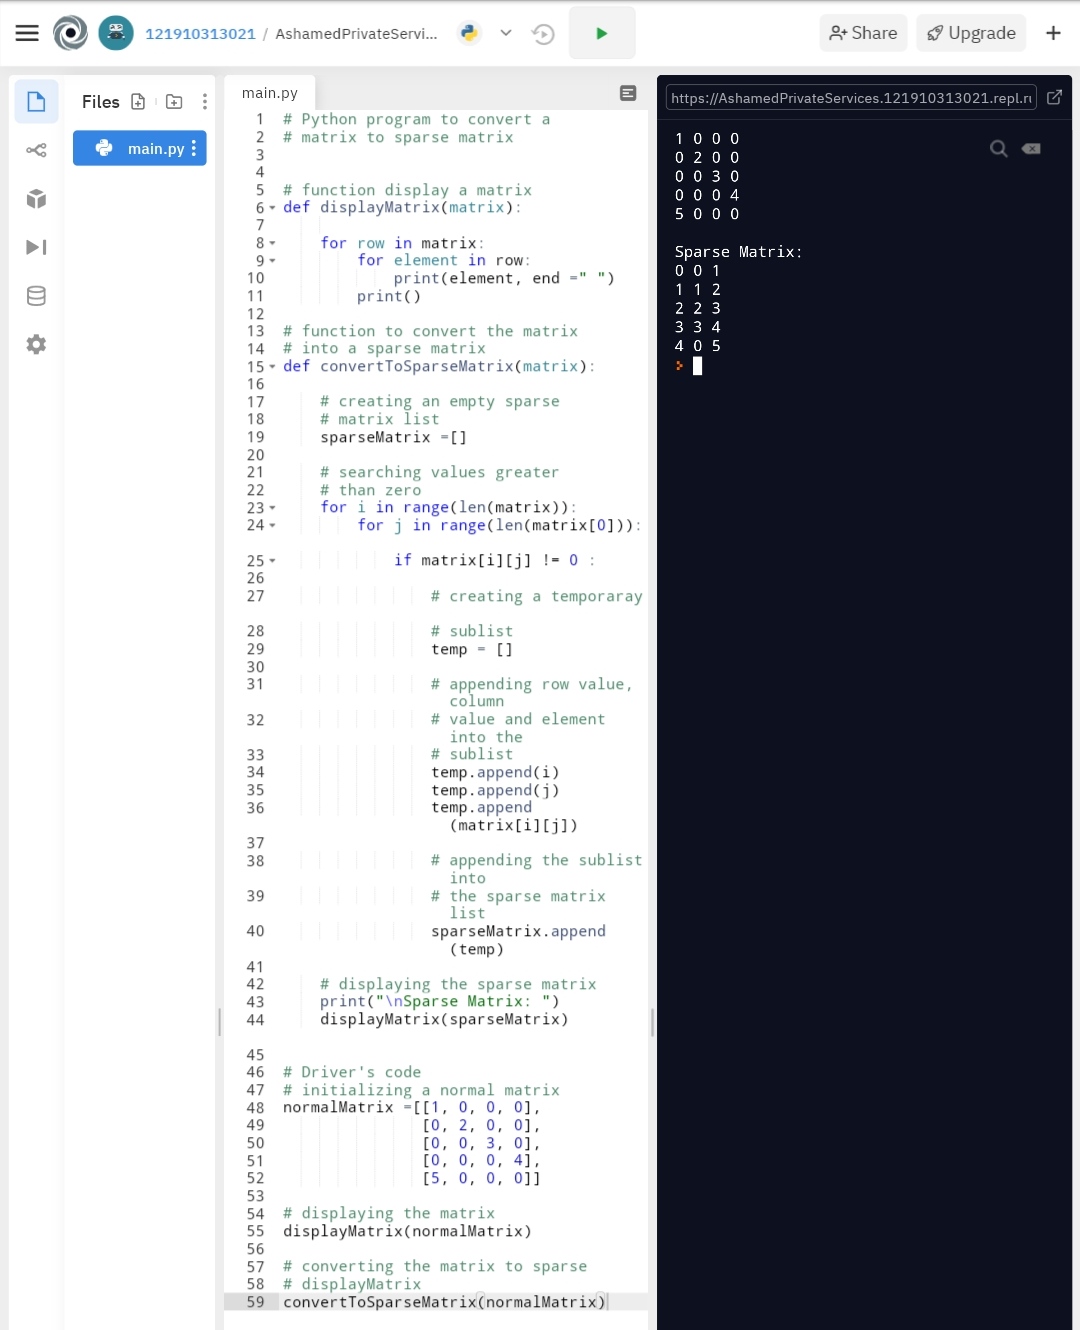 121910313021 / AshamedPrivateServi...
Share
Upgrade
Files
main.py
main.py
1 # Python program to convert a
2 # matrix to sparse matrix
3
4
5 # function display a matrix
6 def displayMatrix(matrix):
7
8 for row in matrix:
9 for element in row:
10 print(element, end =" ")
11 print()
12
13 # function to convert the matrix
14 # into a sparse matrix
15 def convertToSparseMatrix(matrix):
16
17 # creating an empty sparse
18 # matrix list
19 sparseMatrix =[]
20
21 # searching values greater
22 # than zero
23 for i in range(len(matrix)):
24 for j in range(len(matrix[0])):
25 if matrix[i][j] != 0 :
26
27 # creating a temporaray
28 # sublist
29 temp = []
30
31 # appending row value,
column
32 # value and element
into the
33 # sublist
34 temp.append(i)
35 temp.append(j)
36 temp.append
(matrix[i][j])
37
38 # appending the sublist
into
39 # the sparse matrix
list
40 sparseMatrix.append
(temp)
41
42 # displaying the sparse matrix
43 print("\nSparse Matrix: ")
44 displayMatrix(sparseMatrix)
45
46 # Driver's code
47 # initializing a normal matrix
48 normalMatrix =[[1, 0, 0, 0],
49 [0, 2, 0, 0],
50 [0, 0, 3, 0],
51 [0, 0, 0, 4],
52 [5, 0, 0, 0]]
53
54 # displaying the matrix
55 displayMatrix(normalMatrix)
56
57 # converting the matrix to sparse
58 # displayMatrix
59 convertToSparseMatrix(normalMatrix)
https://AshamedPrivateServices.121910313021.repl.ru
1 0 0 0
0 2 0 0
0 0 3 0
0 0 0 4
5 0 0 0
Sparse Matrix:
0 0 1
1 1 2
2 2 3
3 3 4
4 0 5